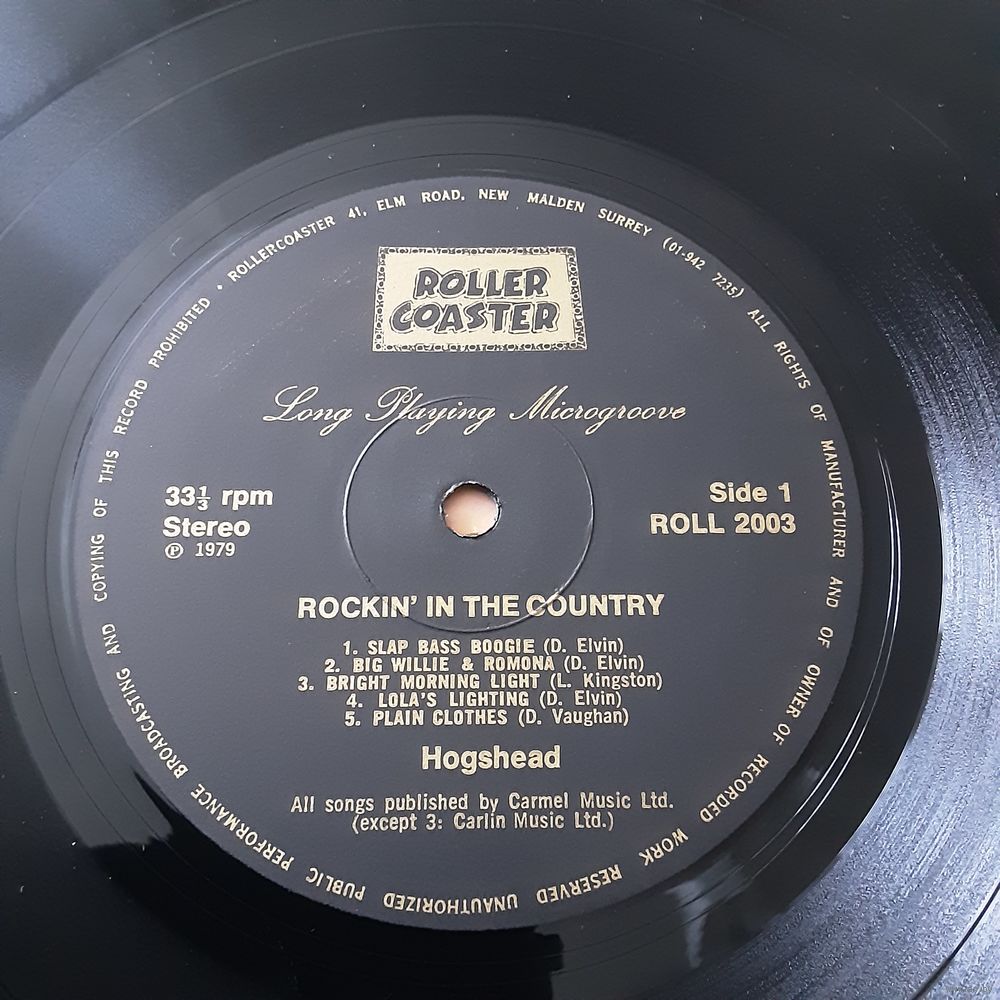 ROLLERCOASTER 41, ELM ROAD, NEW MALDEN SURREY (01-942 7235) ALL RIGHTS OF MANUFACTURER AND OF OWNER OF RECORDED WORK RESERVED UNAUTHORIZED PUBLIC PERFORMANCE BROADCASTING AND COPYING OF THIS RECORD PROHIBITED •
ROLLER
COASTER
Long Playing Microgroove
33⅓ rpm
Stereo
Ⓟ 1979
Side 1
ROLL 2003
ROCKIN' IN THE COUNTRY
1. SLAP BASS BOOGIE (D. Elvin)
2. BIG WILLIE & ROMONA (D. Elvin)
3. BRIGHT MORNING LIGHT (L. Kingston)
4. LOLA'S LIGHTING (D. Elvin)
5. PLAIN CLOTHES (D. Vaughan)
Hogshead
All songs published by Carmel Music Ltd.
(except 3: Carlin Music Ltd.)